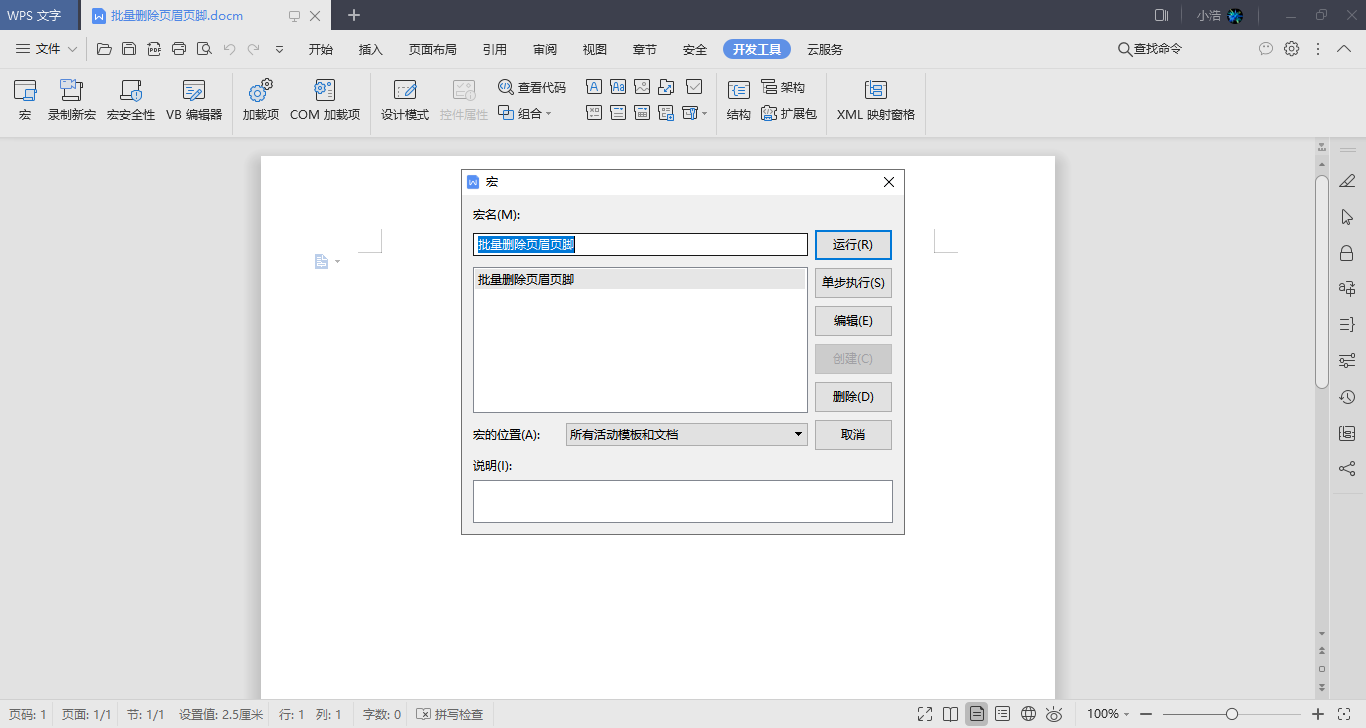 WPS 文字
批量删除页眉页脚.docm
小浩
文件
开始 插入 页面布局 引用 审阅 视图 章节 安全 开发工具 云服务
查找命令
宏 录制新宏 宏安全性 VB 编辑器 加载项 COM 加载项 设计模式 控件属性
查看代码
组合
结构
架构
扩展包
XML 映射窗格
宏
宏名(M):
批量删除页眉页脚
运行(R)
批量删除页眉页脚
单步执行(S)
编辑(E)
创建(C)
删除(D)
宏的位置(A): 所有活动模板和文档
取消
说明(I):
页码: 1 页面: 1/1 节: 1/1 设置值: 2.5厘米 行: 1 列: 1 字数: 0 拼写检查 100%